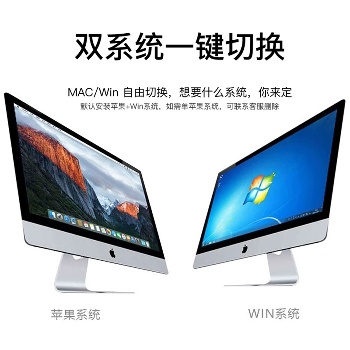 双系统一键切换
MAC/Win 自由切换，想要什么系统，你来定
默认安装苹果+Win系统，如需单苹果系统，可联系客服删除
苹果系统
WIN系统